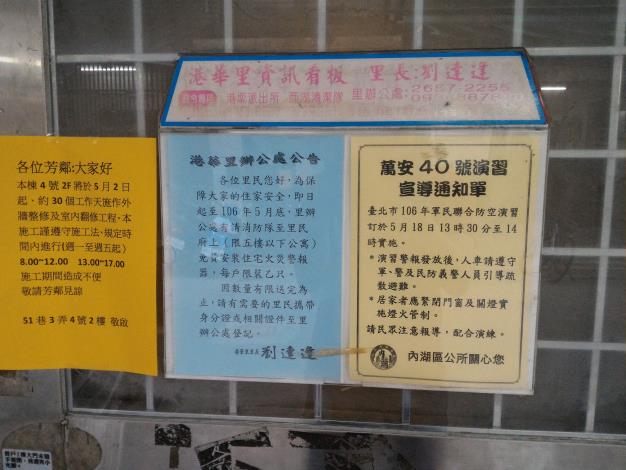 港華里資訊看板 里長:劉達逵
港墘派出所 里辦公處:2657-2255
各位芳鄰:大家好
本棟4號2F將於5月2日
起、約30個工作天施作外
牆整修及室內翻修工程、本
施工謹遵守施工法、規定時
間內進行(週一至週五起)
8.00~12.00 13.00~17.00
施工期間造成不便
敬請芳鄰見諒
51巷3弄4號2樓 敬啟
港華里辦公處公告
各位里民您好,為保
障大家的住家安全,即日
起至106年5月底,里辦
公處有請消防隊至里民
府上(限五樓以下公寓)
免費安裝住宅火災警報
器,每戶限裝乙只。
因數量有限送完為
止,請有需要的里民攜帶
身分證或相關證件至里
辦公處登記。
劉達逵
萬安40號演習
宣導通知單
臺北市106年軍民聯合防空演習
訂於5月18日13時30分至14
時實施。
*演習警報發放後,人車請遵守
軍、警及民防義警人員引導疏
散避難。
*居家者應緊閉門窗及關燈實
施燈火管制。
請民眾注意報導,配合演練。
內湖區公所關心您